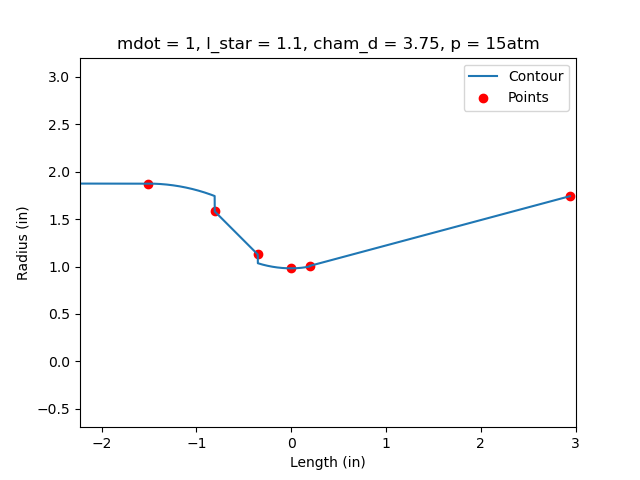 mdot = 1, l_star = 1.1, cham_d = 3.75, p = 15atm
Contour
Points
3.0
2.5
2.0
1.5
1.0
0.5
0.0
−0.5
Radius (in)
−2 −1 0 1 2 3
Length (in)